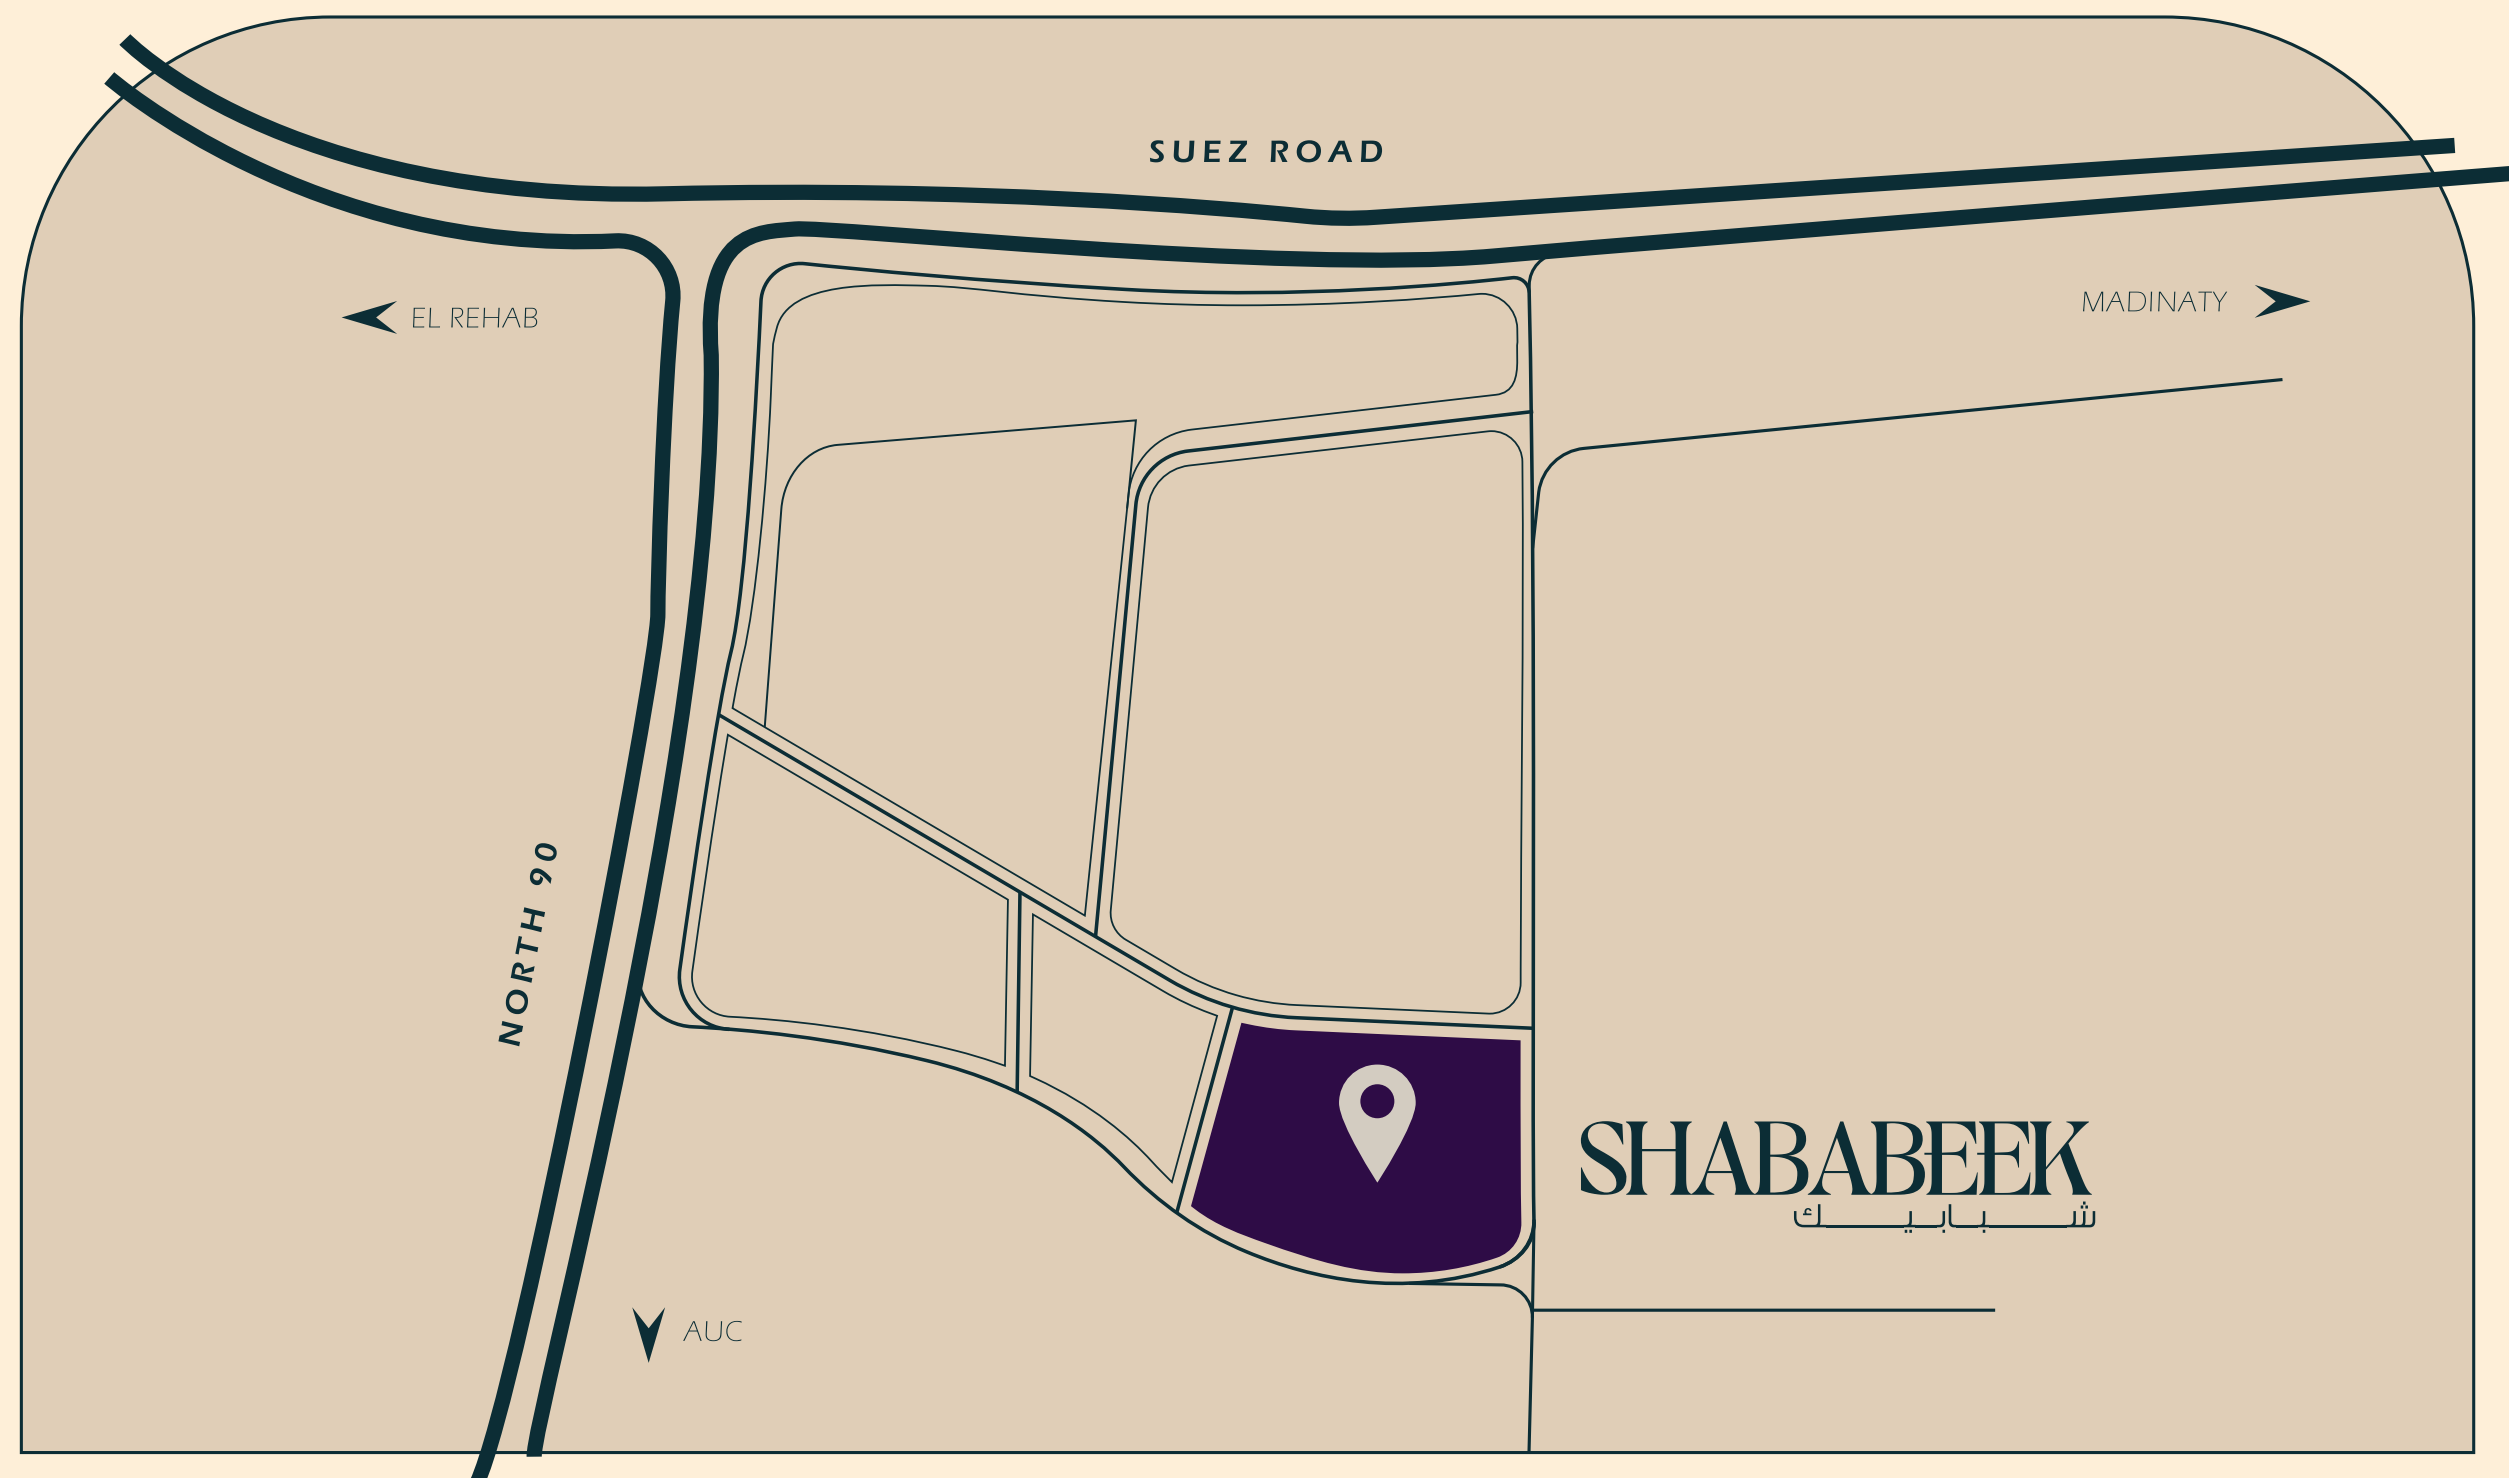 SUEZ ROAD
EL REHAB
MADINATY
NORTH 90
SHABABEEK
شبابيك
AUC